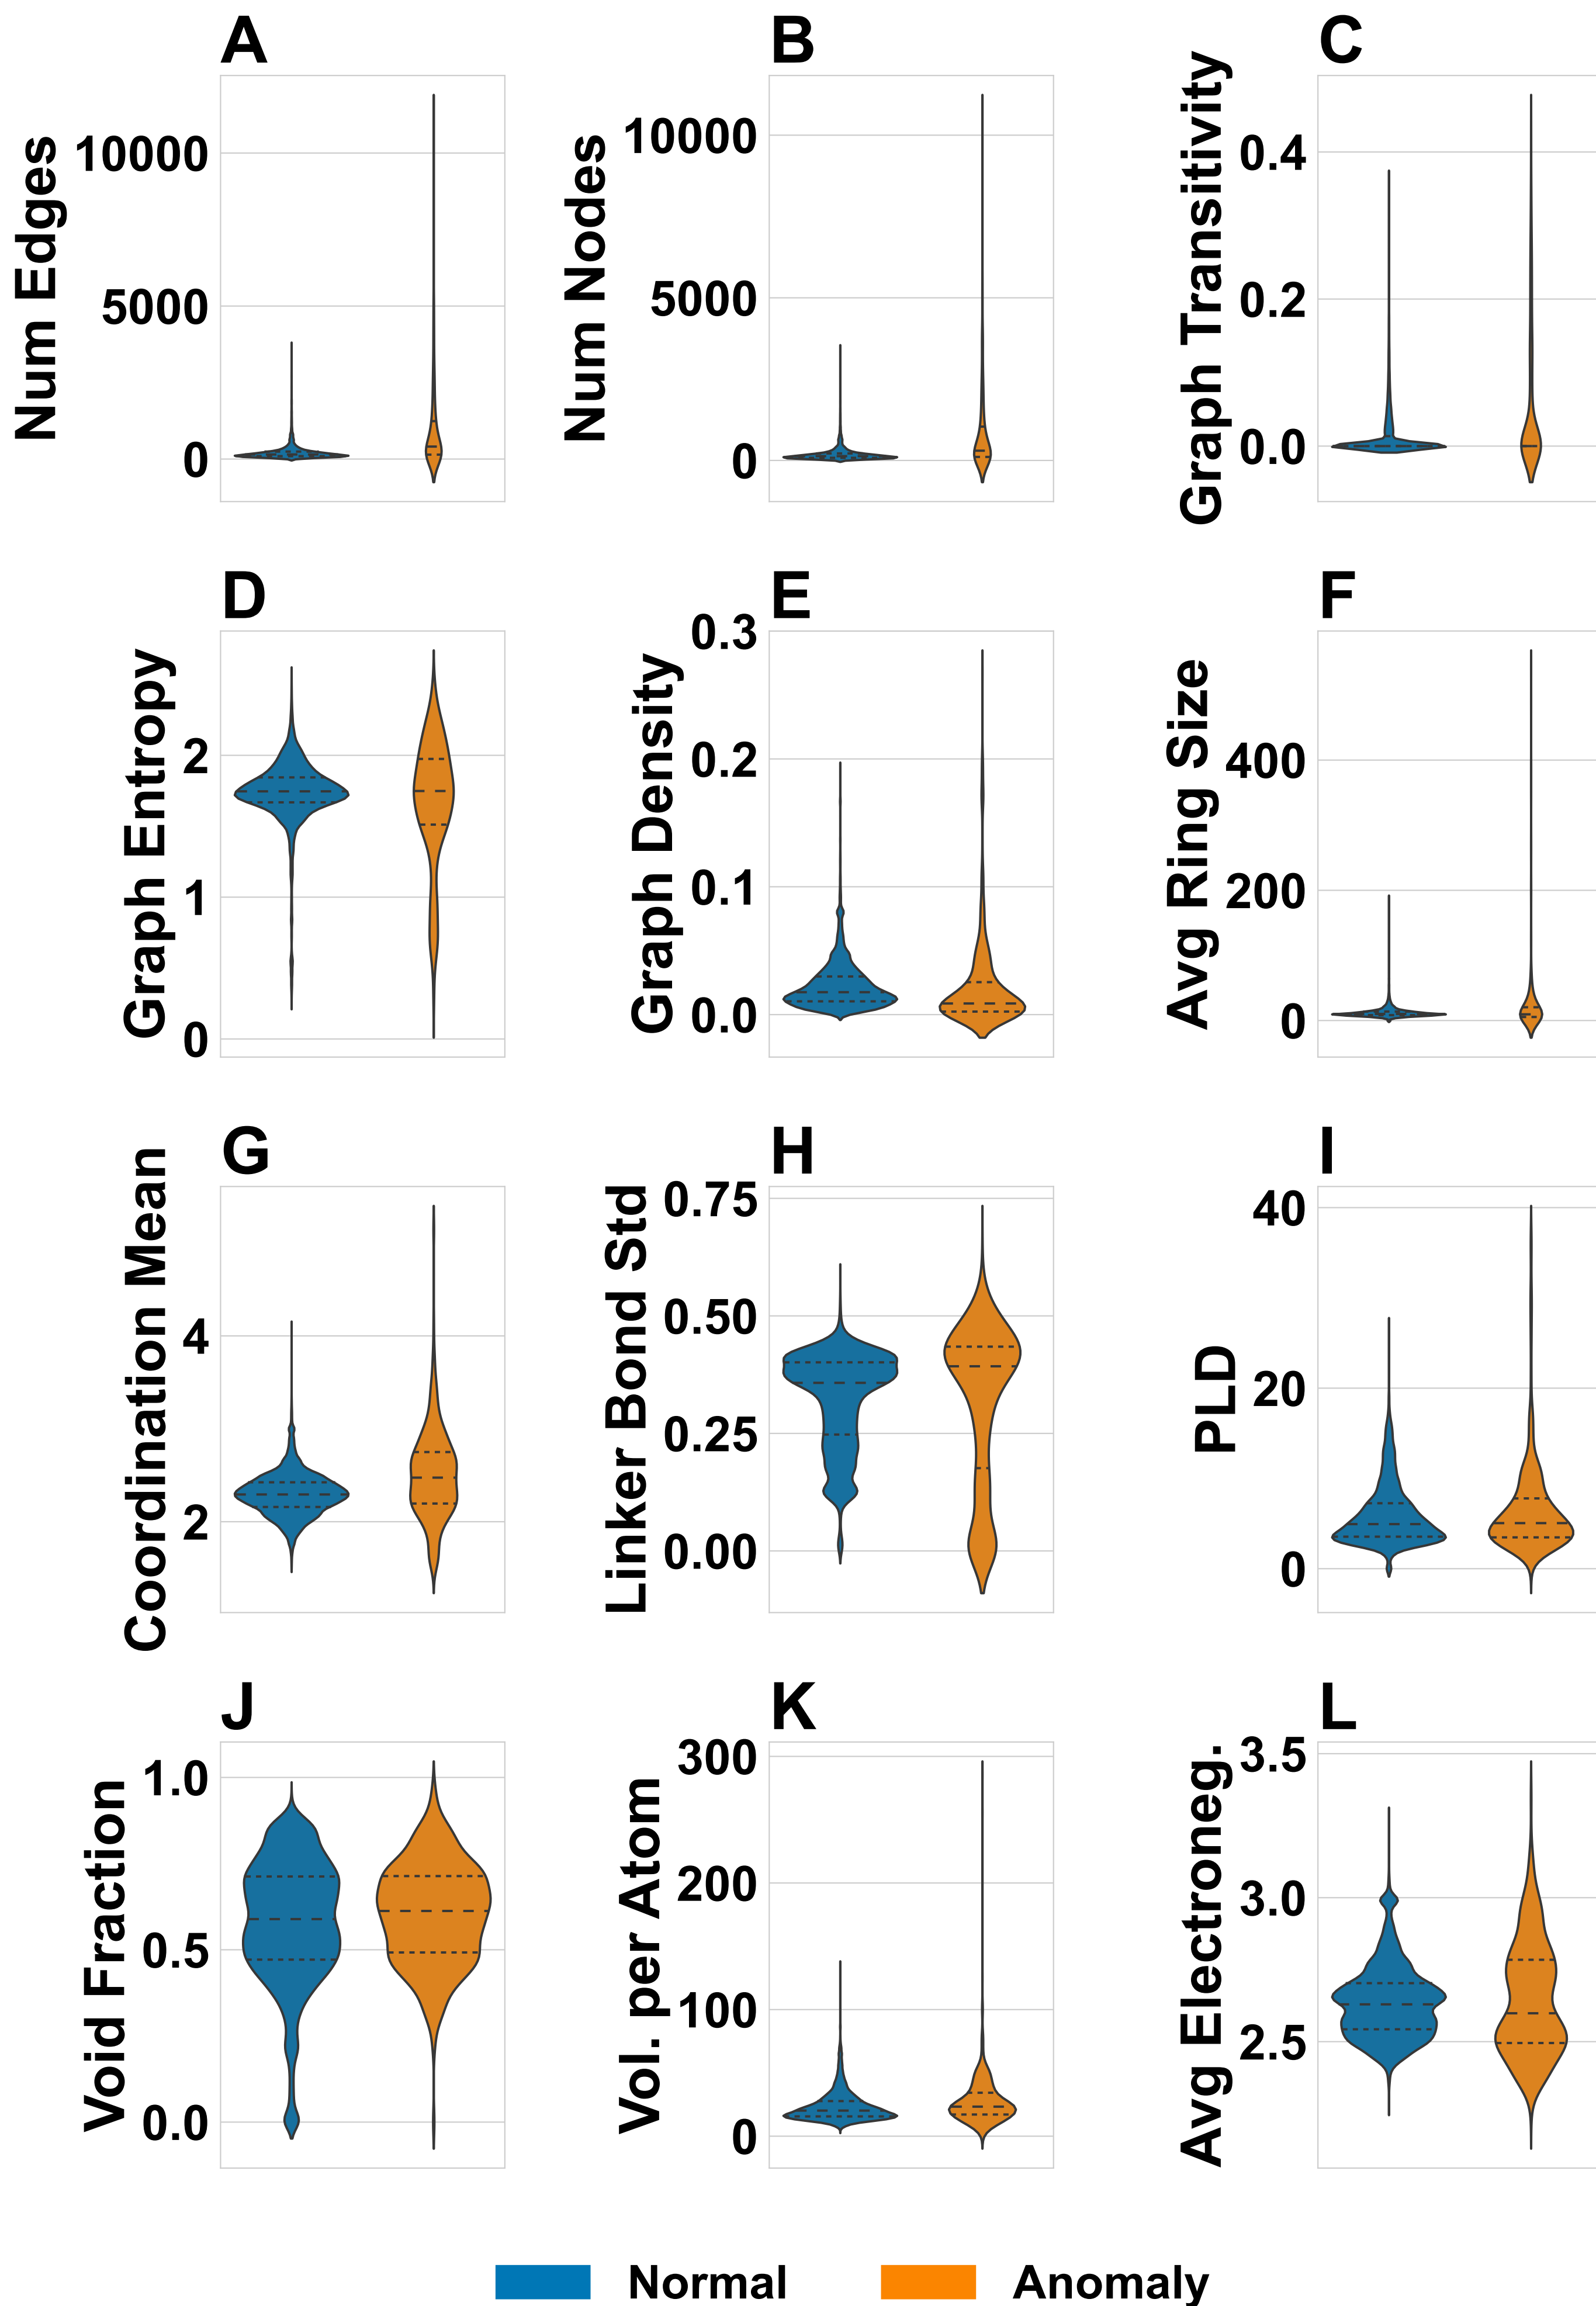 A
Num Edges
10000
5000
0
B
Num Nodes
10000
5000
0
C
Graph Transitivity
0.4
0.2
0.0
D
Graph Entropy
2
1
0
E
Graph Density
0.3
0.2
0.1
0.0
F
Avg Ring Size
400
200
0
G
Coordination Mean
4
2
H
Linker Bond Std
0.75
0.50
0.25
0.00
I
PLD
40
20
0
J
Void Fraction
1.0
0.5
0.0
K
Vol. per Atom
300
200
100
0
L
Avg Electroneg.
3.5
3.0
2.5
Normal
Anomaly